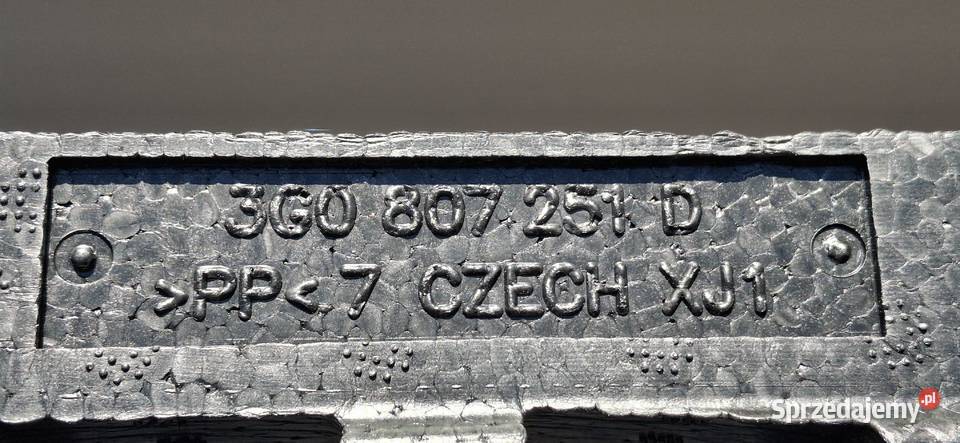 3G0 807 251 D
>PP< 7 CZECH XJ1
Sprzedajemy.pl